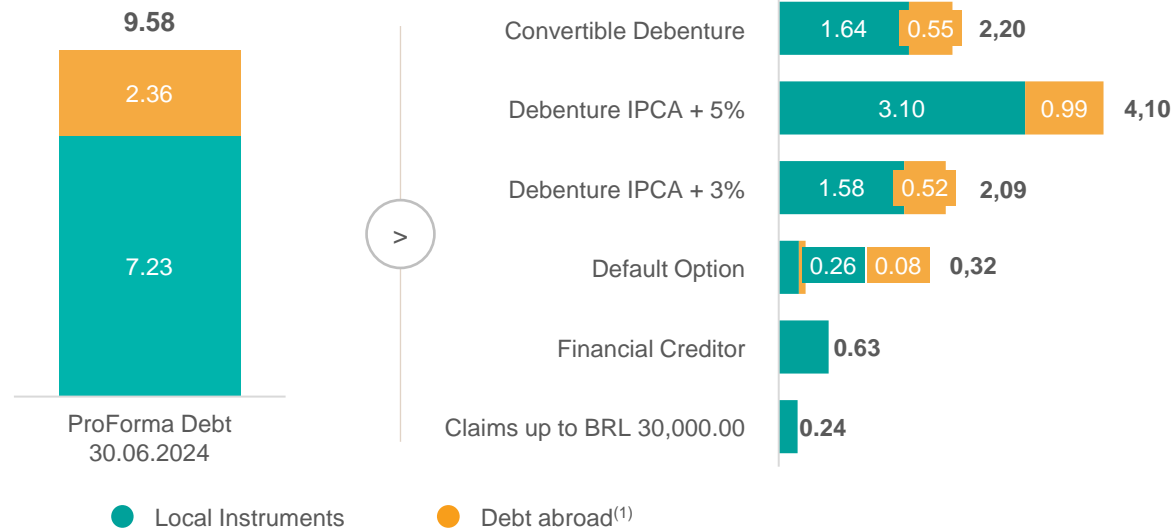 9.58
2.36
7.23
ProForma Debt
30.06.2024
>
Convertible Debenture 1.64 0.55 2,20
Debenture IPCA + 5% 3.10 0.99 4,10
Debenture IPCA + 3% 1.58 0.52 2,09
Default Option 0.26 0.08 0,32
Financial Creditor 0.63
Claims up to BRL 30,000.00 0.24
Local Instruments Debt abroad(1)